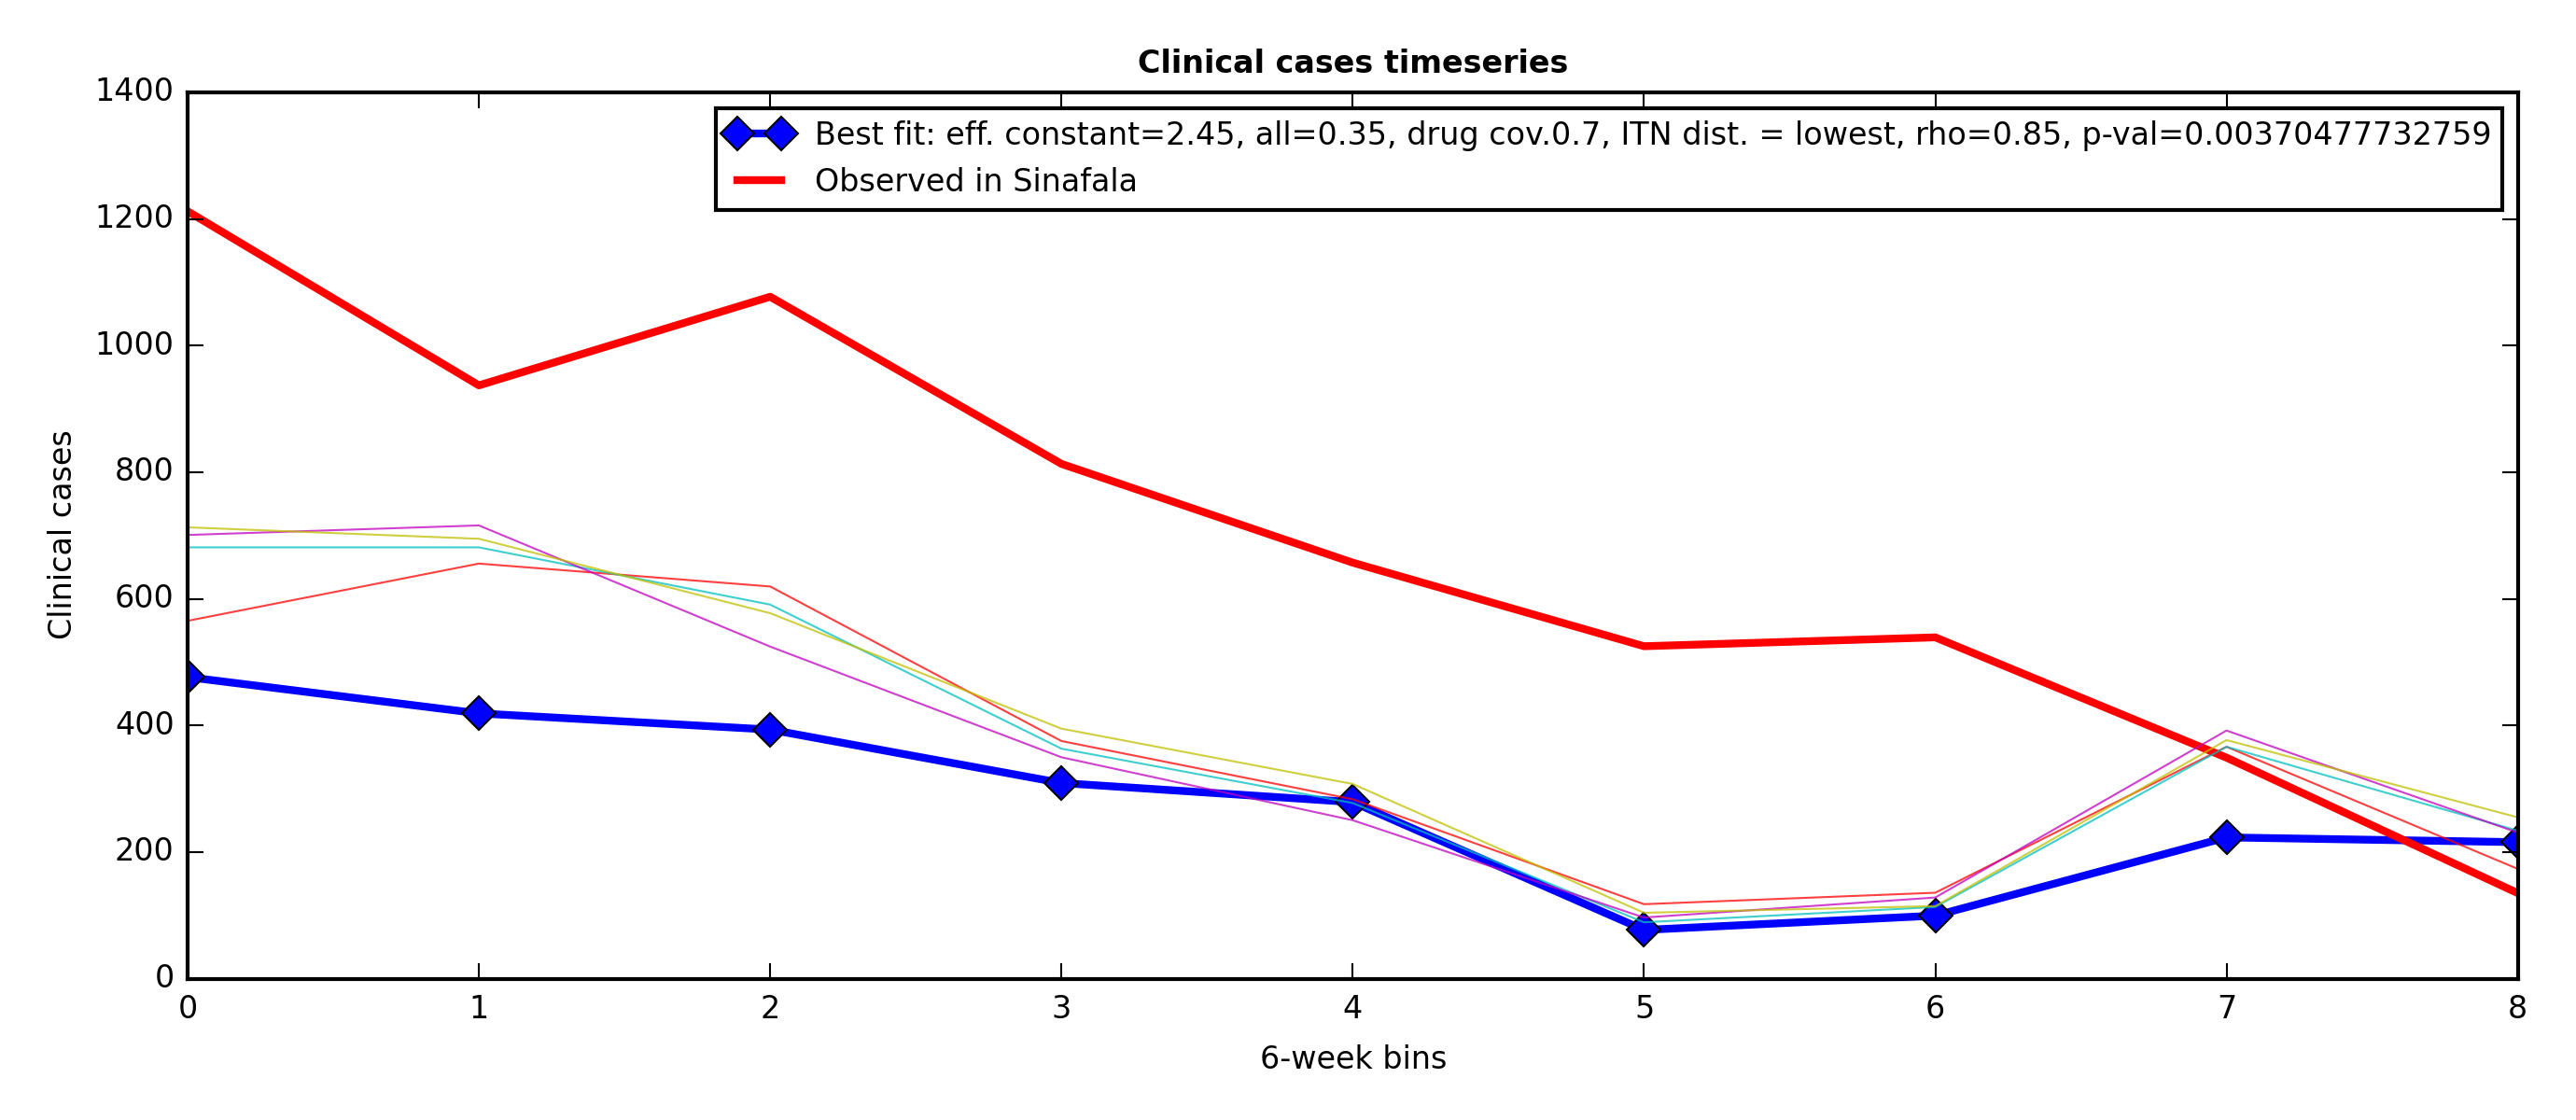 Clinical cases timeseries
1400
Best fit: eff. constant=2.45, all=0.35, drug cov.0.7, ITN dist. = lowest, rho=0.85, p-val=0.00370477732759
Observed in Sinafala
1200
1000
800
600
400
200
0
Clinical cases
0 1 2 3 4 5 6 7 8
6-week bins